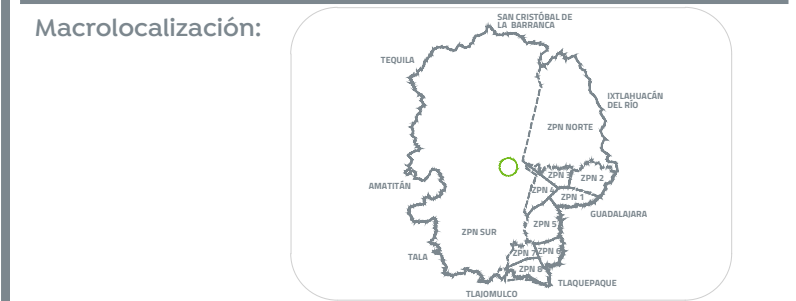 Macrolocalización:
SAN CRISTÓBAL DE
LA BARRANCA
TEQUILA
IXTLAHUACÁN
DEL RÍO
ZPN NORTE
ZPN 3
ZPN 2
AMATITÁN
ZPN 4
ZPN 1
GUADALAJARA
ZPN 5
ZPN SUR
ZPN 7
ZPN 6
TALA
ZPN 8
TLAQUEPAQUE
TLAJOMULCO